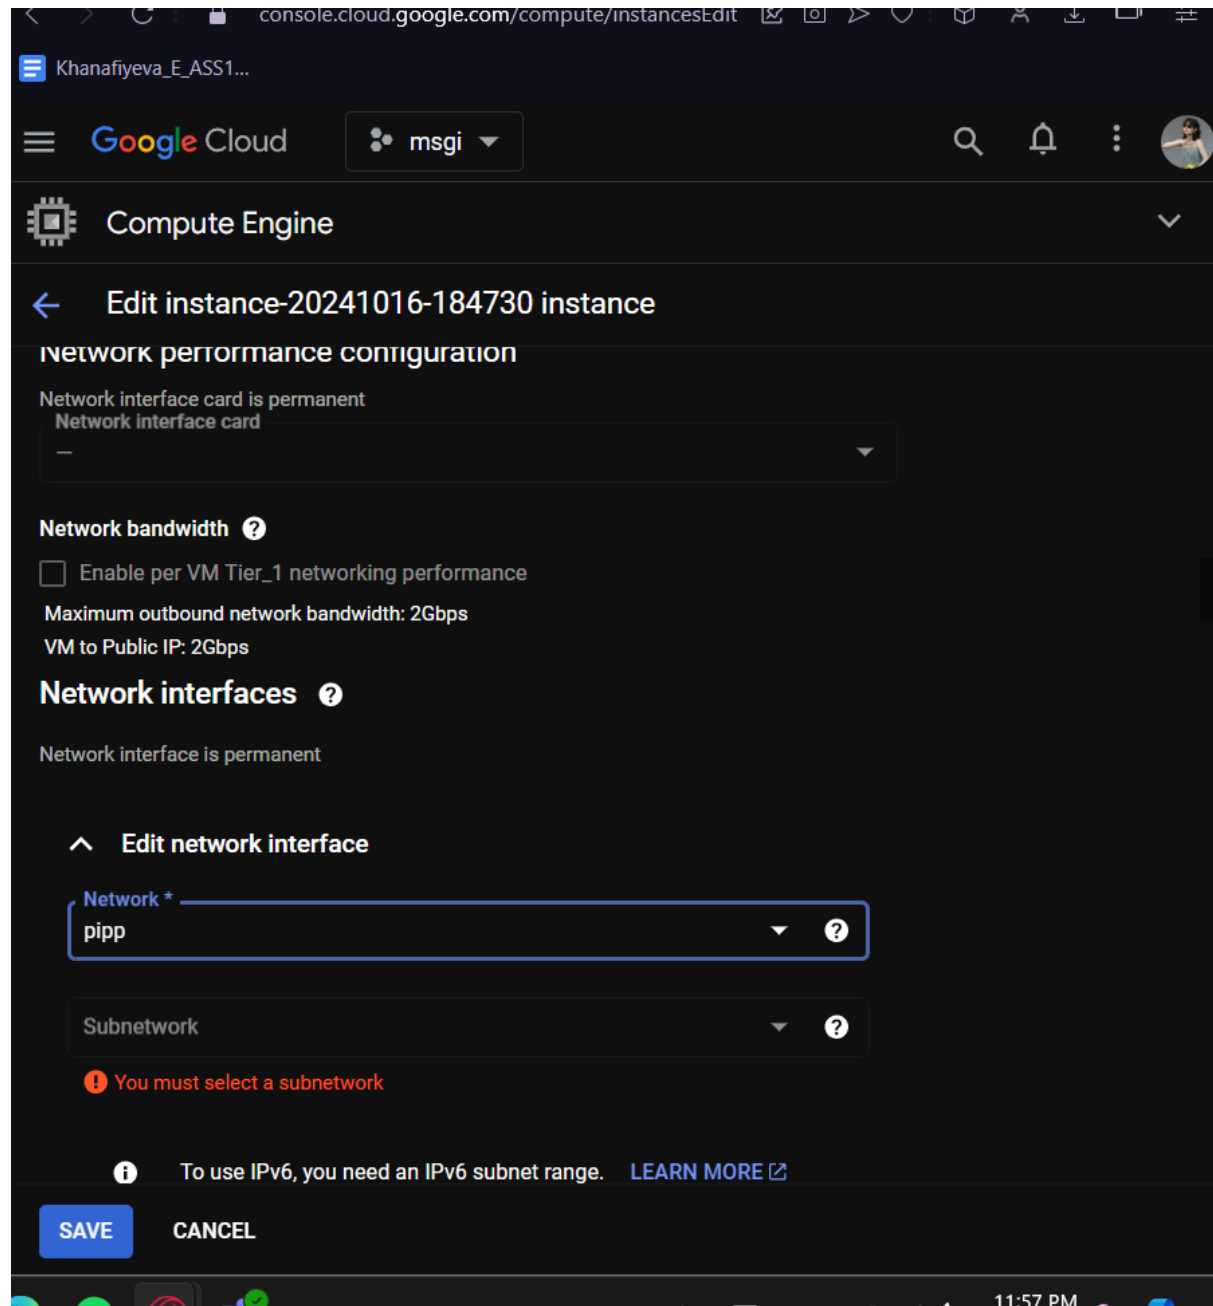 console.cloud.google.com/compute/instancesEdit
Khanafiyeva_E_ASS1...
Google Cloud
msgi
Compute Engine
Edit instance-20241016-184730 instance
Network performance configuration
Network interface card is permanent
Network interface card
—
Network bandwidth
Enable per VM Tier_1 networking performance
Maximum outbound network bandwidth: 2Gbps
VM to Public IP: 2Gbps
Network interfaces
Network interface is permanent
Edit network interface
Network *
pipp
Subnetwork
You must select a subnetwork
To use IPv6, you need an IPv6 subnet range. LEARN MORE
SAVE CANCEL
11:57 PM